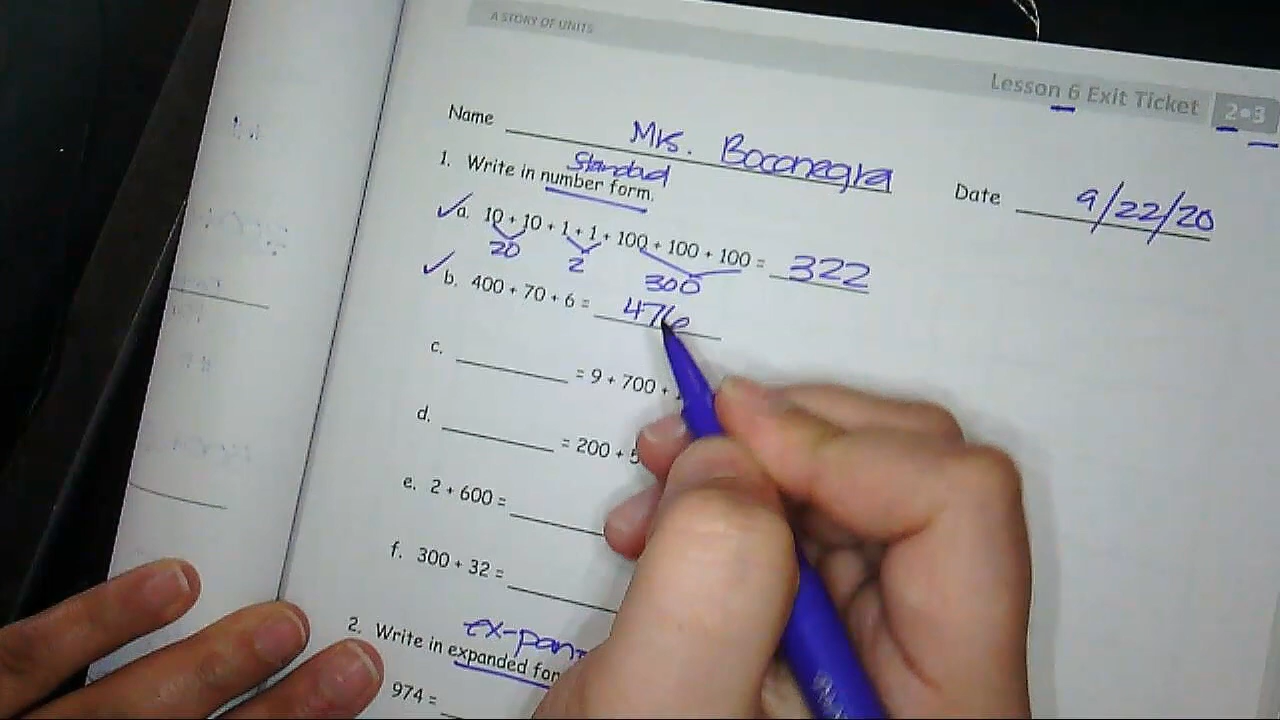 A STORY OF UNITS
Lesson 6 Exit Ticket 2•3
Name Mrs. Boconegra
Date 9/22/20
Standard
1. Write in number form.
✓a. 10 + 10 + 1 + 1 + 100 + 100 + 100 = 322
20 2 300
✓b. 400 + 70 + 6 = 476
c. = 9 + 700 +
d. = 200 +
e. 2 + 600 =
f. 300 + 32 =
2. Write in expanded
974 =